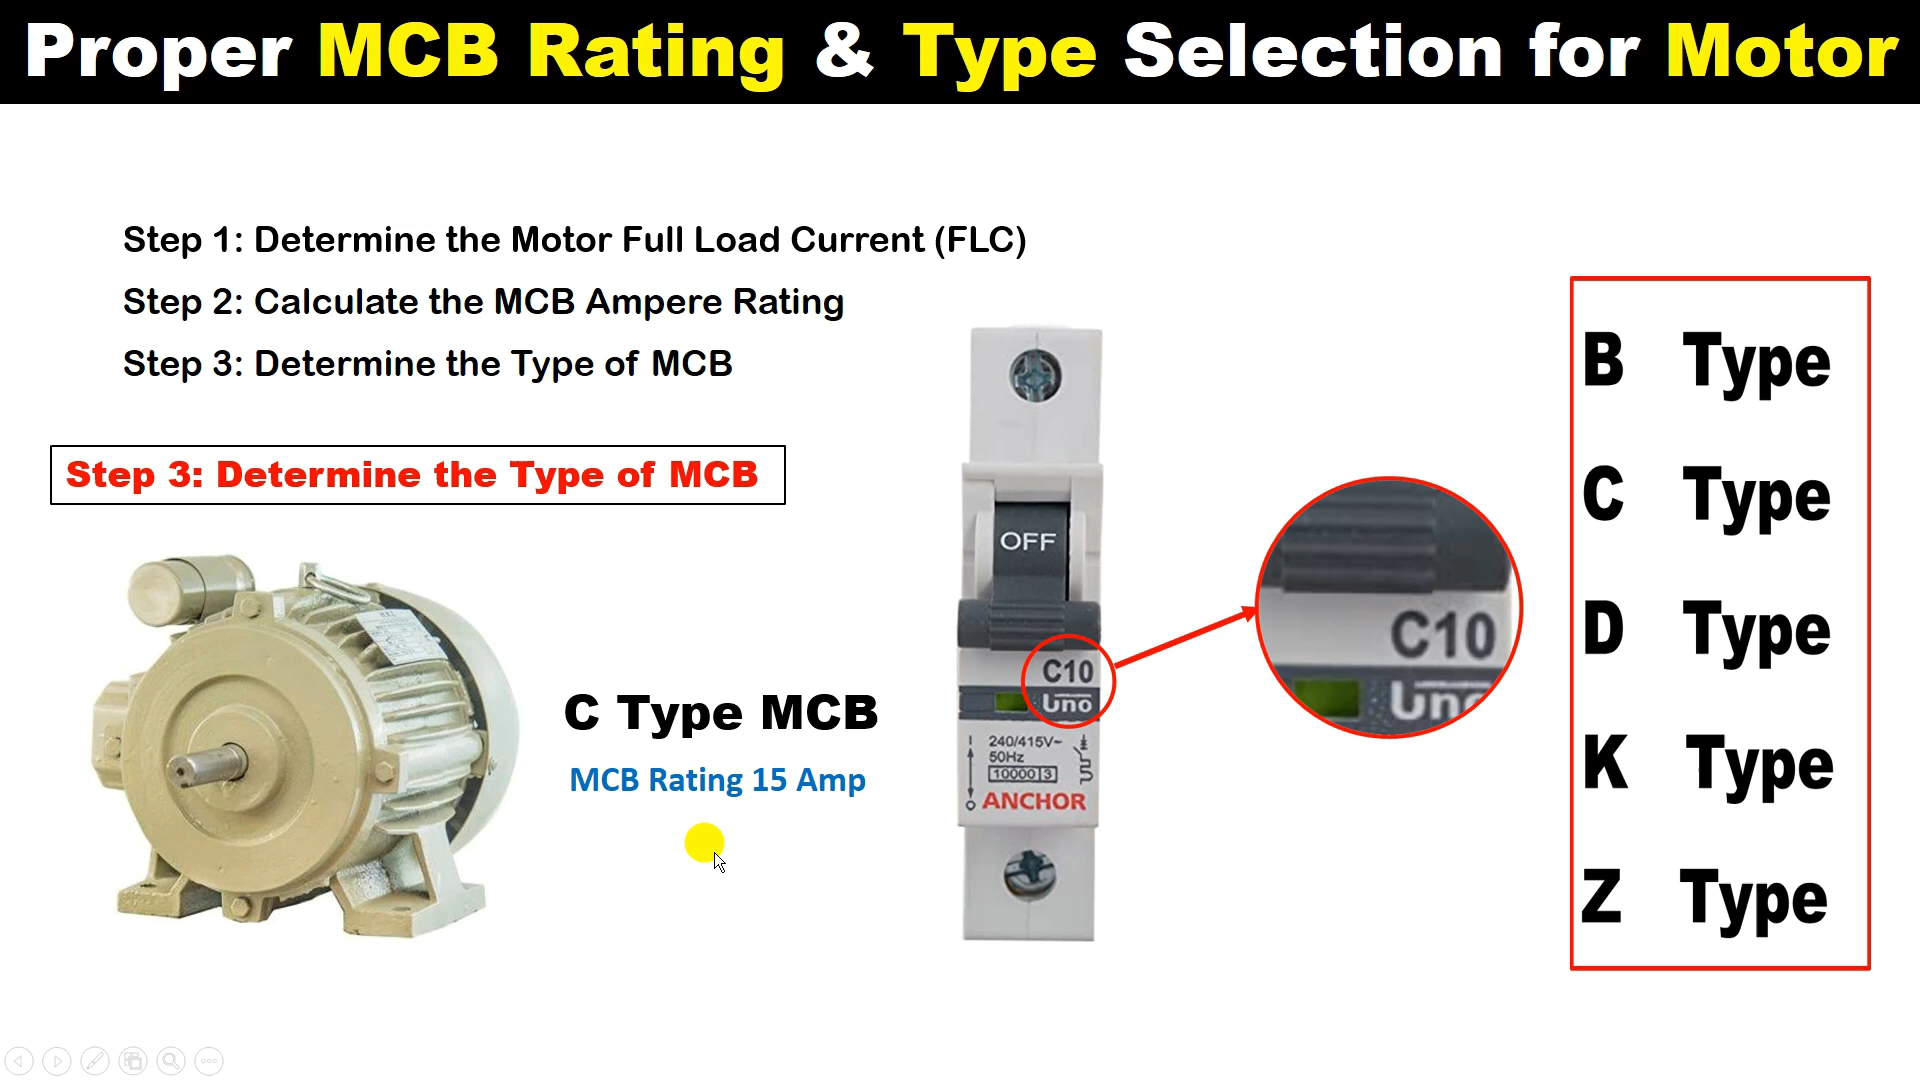 Proper MCB Rating & Type Selection for Motor
Step 1: Determine the Motor Full Load Current (FLC)
Step 2: Calculate the MCB Ampere Rating
Step 3: Determine the Type of MCB
Step 3: Determine the Type of MCB
C Type MCB
MCB Rating 15 Amp
OFF
C10
Uno
240/415V~
50Hz
10000 3
ANCHOR
C10
Uno
B Type
C Type
D Type
K Type
Z Type